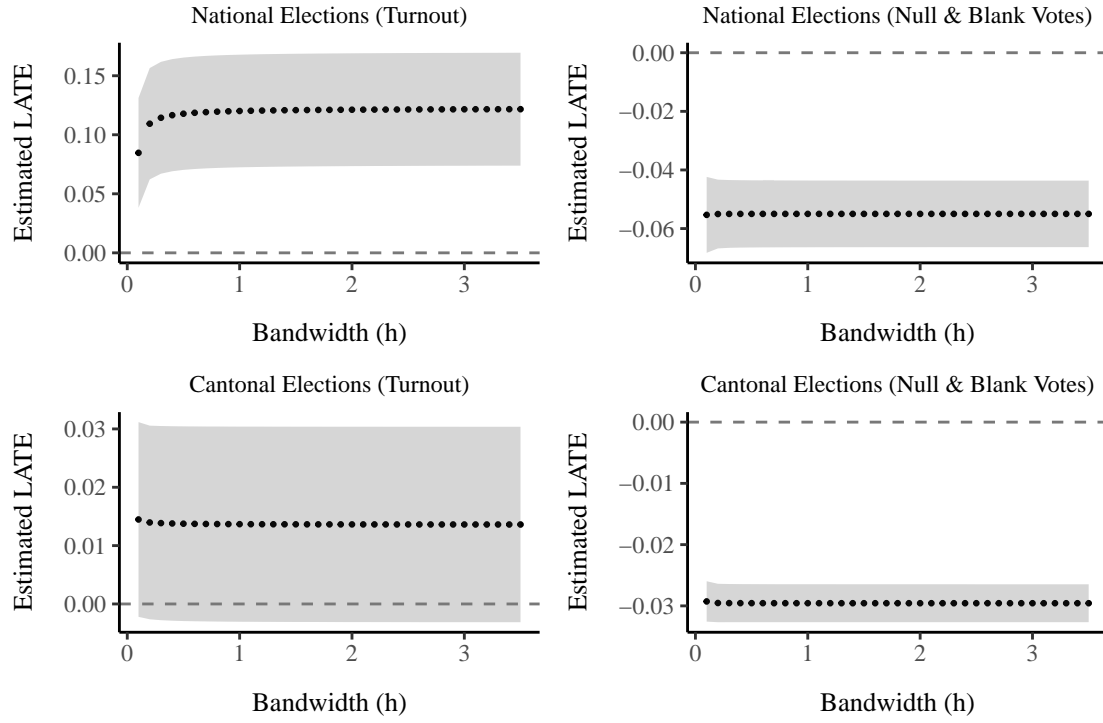 National Elections (Turnout)
National Elections (Null & Blank Votes)
Estimated LATE
0.15
0.10
0.05
0.00
0
1
2
3
Bandwidth (h)
Estimated LATE
0.00
−0.02
−0.04
−0.06
0
1
2
3
Bandwidth (h)
Cantonal Elections (Turnout)
Cantonal Elections (Null & Blank Votes)
Estimated LATE
0.03
0.02
0.01
0.00
0
1
2
3
Bandwidth (h)
Estimated LATE
0.00
−0.01
−0.02
−0.03
0
1
2
3
Bandwidth (h)